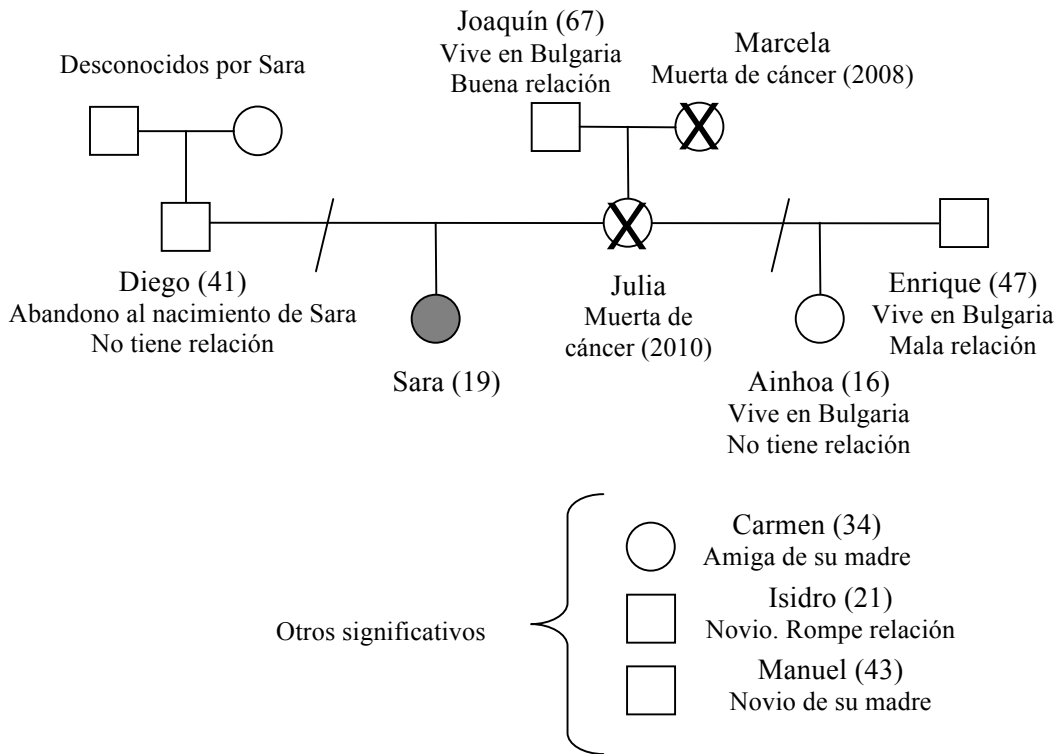 Desconocidos por Sara
Joaquín (67)
Vive en Bulgaria
Buena relación
Marcela
Muerta de cáncer (2008)
Diego (41)
Abandono al nacimiento de Sara
No tiene relación
Sara (19)
Julia
Muerta de
cáncer (2010)
Ainhoa (16)
Vive en Bulgaria
No tiene relación
Enrique (47)
Vive en Bulgaria
Mala relación
Otros significativos
Carmen (34)
Amiga de su madre
Isidro (21)
Novio. Rompe relación
Manuel (43)
Novio de su madre